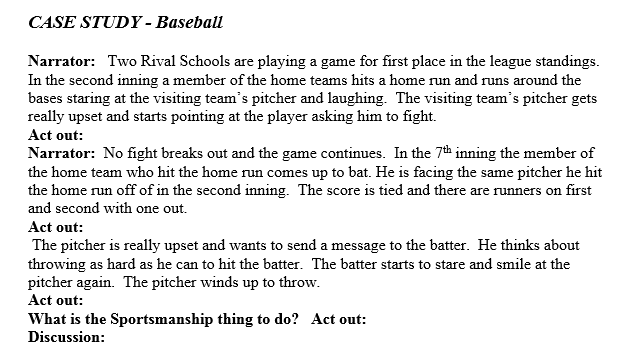 CASE STUDY - Baseball
Narrator: Two Rival Schools are playing a game for first place in the league standings.
In the second inning a member of the home teams hits a home run and runs around the
bases staring at the visiting team's pitcher and laughing. The visiting team's pitcher gets
really upset and starts pointing at the player asking him to fight.
Act out:
Narrator: No fight breaks out and the game continues. In the 7th inning the member of
the home team who hit the home run comes up to bat. He is facing the same pitcher he hit
the home run off of in the second inning. The score is tied and there are runners on first
and second with one out.
Act out:
The pitcher is really upset and wants to send a message to the batter. He thinks about
throwing as hard as he can to hit the batter. The batter starts to stare and smile at the
pitcher again. The pitcher winds up to throw.
Act out:
What is the Sportsmanship thing to do? Act out:
Discussion: